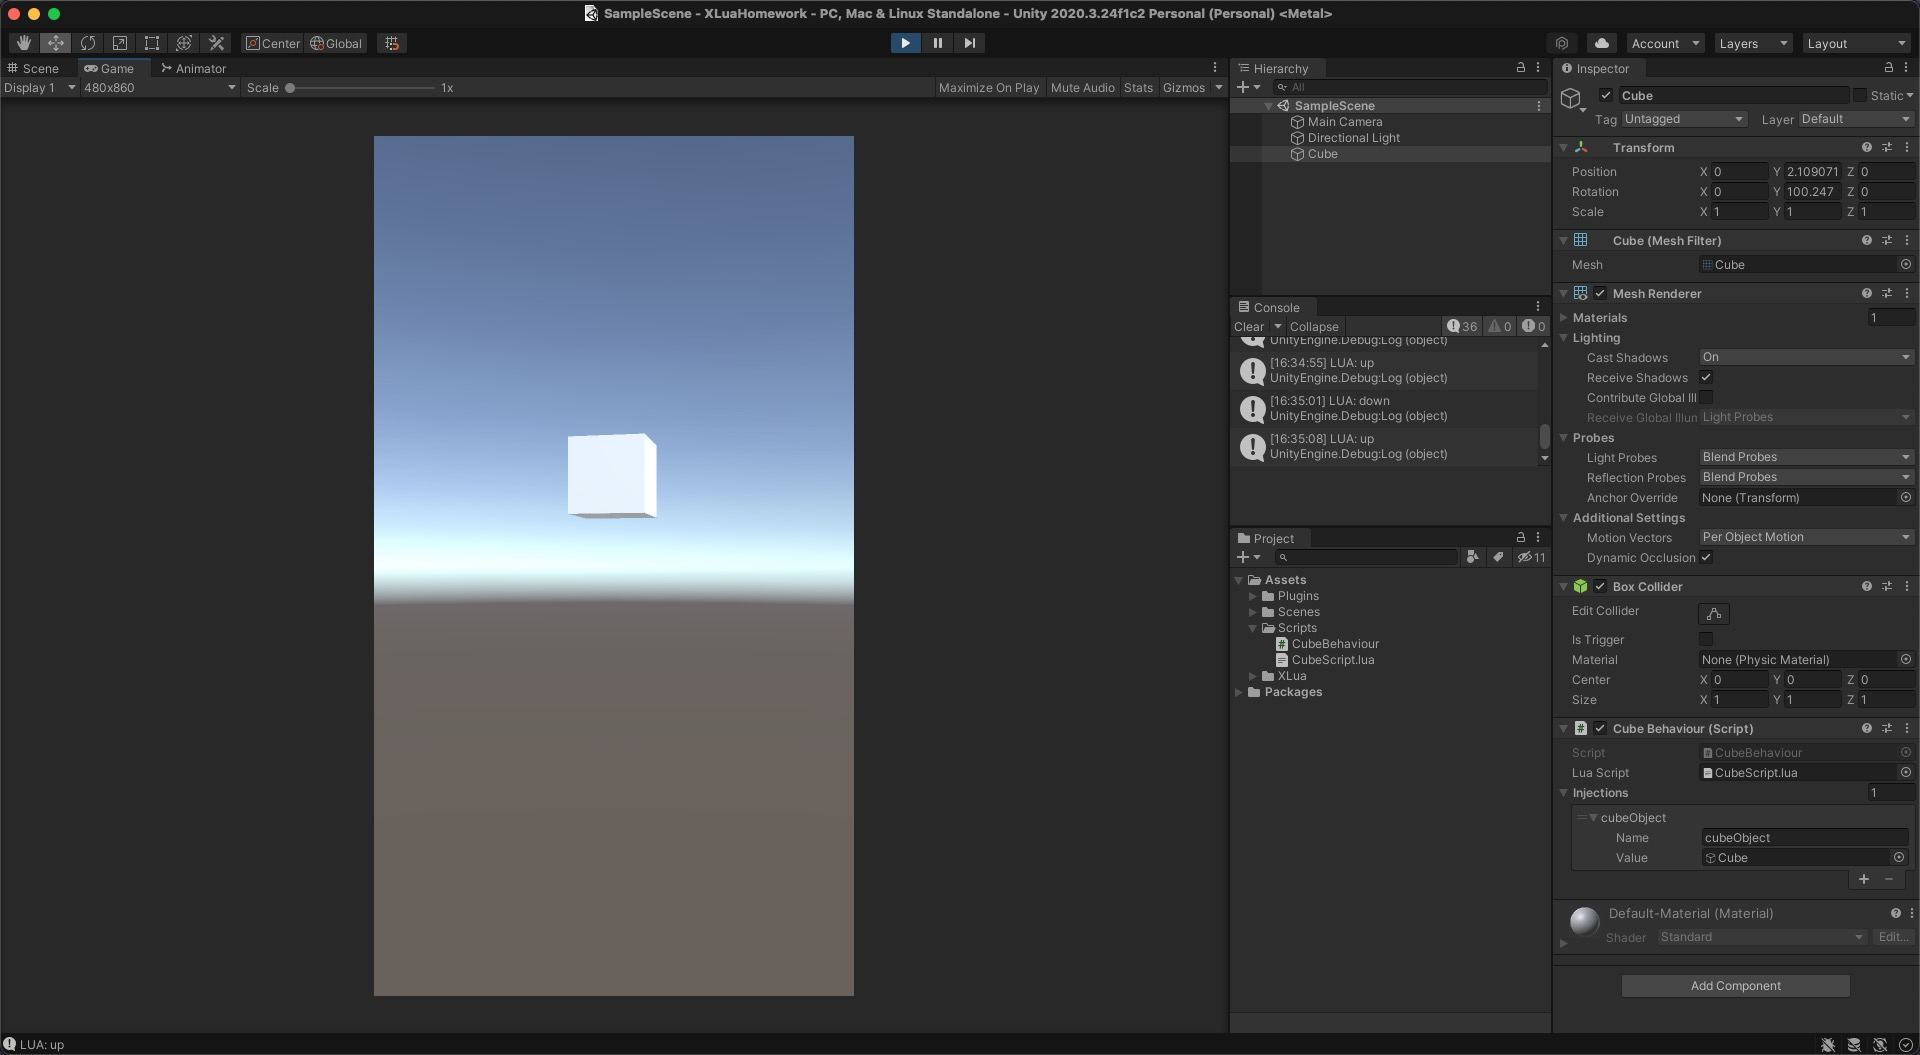 SampleScene - XLuaHomework - PC, Mac & Linux Standalone - Unity 2020.3.24f1c2 Personal (Personal) <Metal>
Center Global
Account Layers Layout
Scene Game Animator
Display 1 480x860 Scale 1x Maximize On Play Mute Audio Stats Gizmos
Hierarchy
All
SampleScene
Main Camera
Directional Light
Cube
Console
Clear Collapse 36 0 0
UnityEngine.Debug:Log (object)
[16:34:55] LUA: up
UnityEngine.Debug:Log (object)
[16:35:01] LUA: down
UnityEngine.Debug:Log (object)
[16:35:08] LUA: up
UnityEngine.Debug:Log (object)
Project
11
Assets
Plugins
Scenes
Scripts
CubeBehaviour
CubeScript.lua
XLua
Packages
Inspector
Cube Static
Tag Untagged Layer Default
Transform
Position X 0 Y 2.109071 Z 0
Rotation X 0 Y 100.247 Z 0
Scale X 1 Y 1 Z 1
Cube (Mesh Filter)
Mesh Cube
Mesh Renderer
Materials 1
Lighting
Cast Shadows On
Receive Shadows
Contribute Global Ill
Receive Global Illun Light Probes
Probes
Light Probes Blend Probes
Reflection Probes Blend Probes
Anchor Override None (Transform)
Additional Settings
Motion Vectors Per Object Motion
Dynamic Occlusion
Box Collider
Edit Collider
Is Trigger
Material None (Physic Material)
Center X 0 Y 0 Z 0
Size X 1 Y 1 Z 1
Cube Behaviour (Script)
Script CubeBehaviour
Lua Script CubeScript.lua
Injections 1
cubeObject
Name cubeObject
Value Cube
Default-Material (Material)
Shader Standard Edit...
Add Component
LUA: up